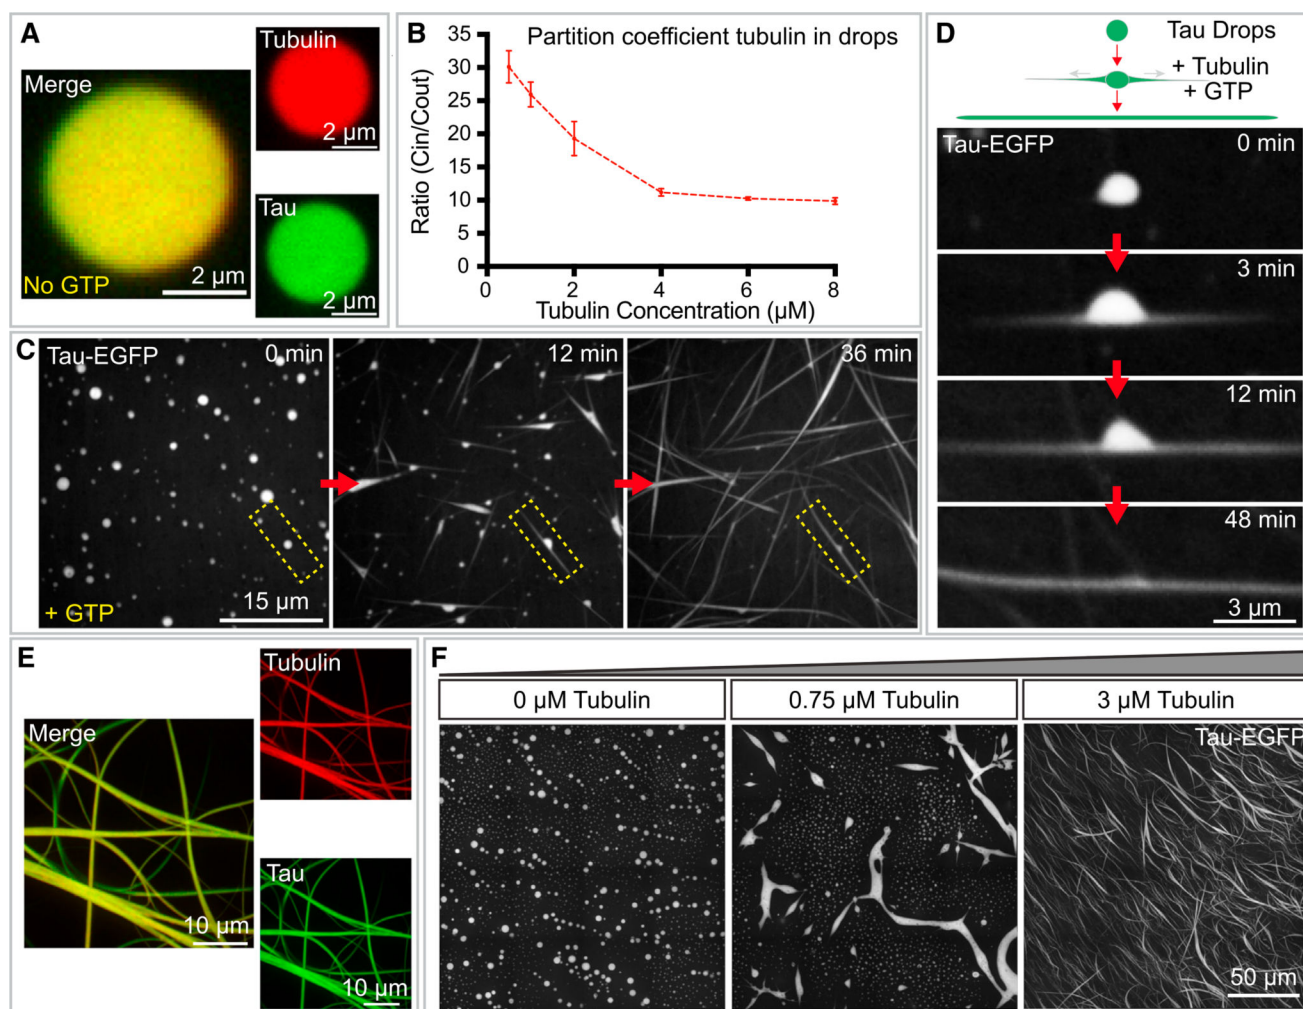 A
Merge
No GTP
2 µm
Tubulin
2 µm
Tau
2 µm
B
Partition coefficient tubulin in drops
Ratio (Cin/Cout)
35
30
25
20
15
10
5
0
0 2 4 6 8
Tubulin Concentration (µM)
C
Tau-EGFP
0 min
+ GTP
15 µm
12 min
36 min
D
Tau Drops
+ Tubulin
+ GTP
Tau-EGFP
0 min
3 min
12 min
48 min
3 µm
E
Merge
10 µm
Tubulin
Tau
10 µm
F
0 µM Tubulin
0.75 µM Tubulin
3 µM Tubulin
Tau-EGFP
50 µm